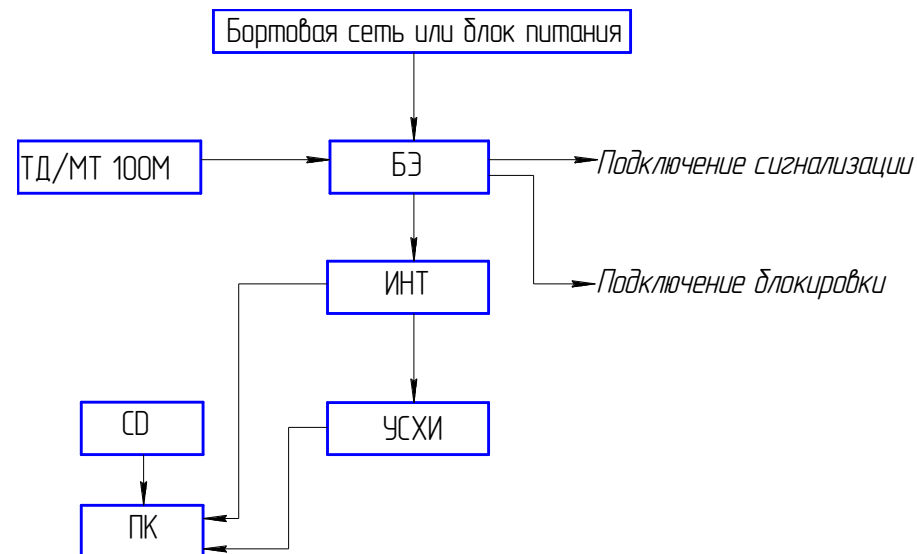 Бортовая сеть или блок питания
ТД/МТ 100М
БЭ
Подключение сигнализации
ИНТ
Подключение блокировки
CD
УСХИ
ПК